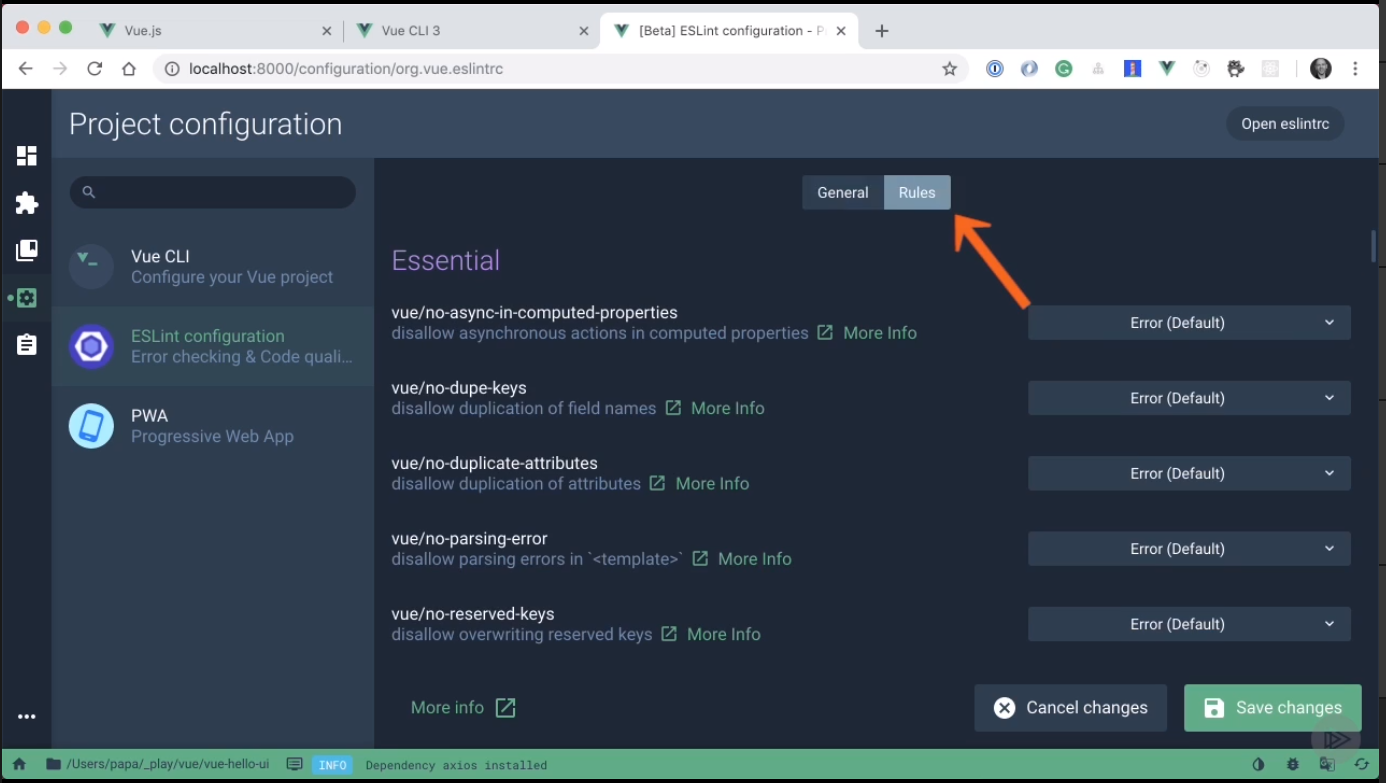 Vue.js
Vue CLI 3
[Beta] ESLint configuration - P
localhost:8000/configuration/org.vue.eslintrc
Project configuration
Open eslintrc
Vue CLI
Configure your Vue project
ESLint configuration
Error checking & Code quali...
PWA
Progressive Web App
General
Rules
Essential
vue/no-async-in-computed-properties
disallow asynchronous actions in computed properties More Info
Error (Default)
vue/no-dupe-keys
disallow duplication of field names More Info
Error (Default)
vue/no-duplicate-attributes
disallow duplication of attributes More Info
Error (Default)
vue/no-parsing-error
disallow parsing errors in `<template>` More Info
Error (Default)
vue/no-reserved-keys
disallow overwriting reserved keys More Info
Error (Default)
More info
Cancel changes
Save changes
/Users/papa/_play/vue/vue-hello-ui INFO Dependency axios installed